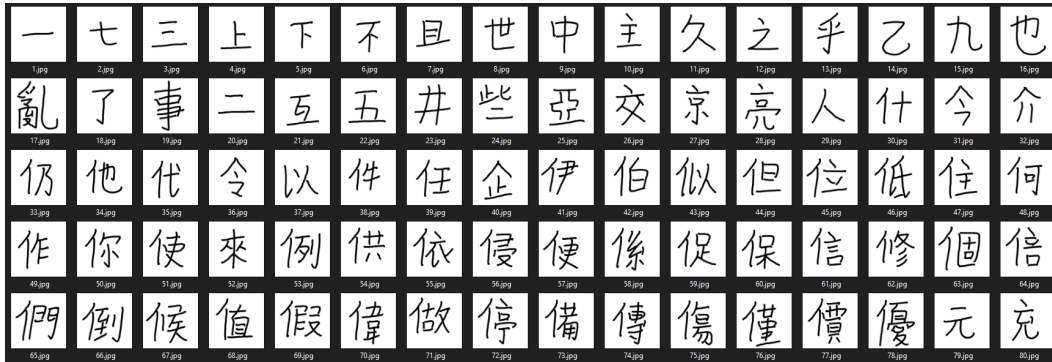 一 七 三 上 下 不 且 世 中 主 久 之 乎 乙 九 也
1.jpg 2.jpg 3.jpg 4.jpg 5.jpg 6.jpg 7.jpg 8.jpg 9.jpg 10.jpg 11.jpg 12.jpg 13.jpg 14.jpg 15.jpg 16.jpg
亂 了 事 二 互 五 井 些 亞 交 京 亮 人 什 今 介
17.jpg 18.jpg 19.jpg 20.jpg 21.jpg 22.jpg 23.jpg 24.jpg 25.jpg 26.jpg 27.jpg 28.jpg 29.jpg 30.jpg 31.jpg 32.jpg
仍 他 代 令 以 件 任 企 伊 伯 似 但 位 低 住 何
33.jpg 34.jpg 35.jpg 36.jpg 37.jpg 38.jpg 39.jpg 40.jpg 41.jpg 42.jpg 43.jpg 44.jpg 45.jpg 46.jpg 47.jpg 48.jpg
作 你 使 來 例 供 依 侵 便 係 促 保 信 修 個 倍
49.jpg 50.jpg 51.jpg 52.jpg 53.jpg 54.jpg 55.jpg 56.jpg 57.jpg 58.jpg 59.jpg 60.jpg 61.jpg 62.jpg 63.jpg 64.jpg
們 倒 候 值 假 偉 做 停 備 傳 傷 僅 價 優 元 充
65.jpg 66.jpg 67.jpg 68.jpg 69.jpg 70.jpg 71.jpg 72.jpg 73.jpg 74.jpg 75.jpg 76.jpg 77.jpg 78.jpg 79.jpg 80.jpg